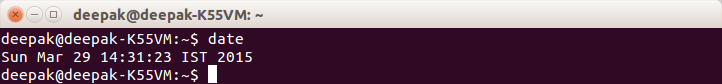 deepak@deepak-K55VM: ~
deepak@deepak-K55VM:~$ date
Sun Mar 29 14:31:23 IST 2015
deepak@deepak-K55VM:~$